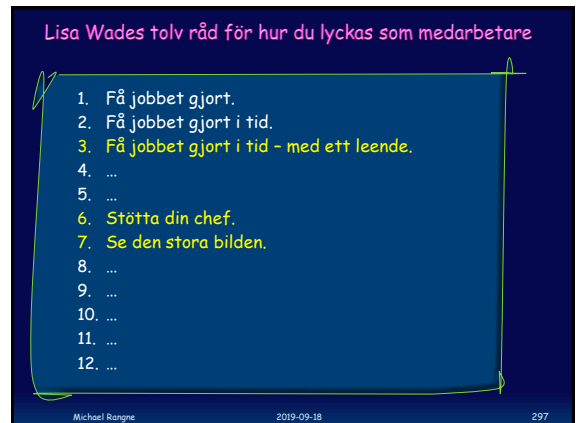 Lisa Wades tolv råd för hur du lyckas som medarbetare
1. Få jobbet gjort.
2. Få jobbet gjort i tid.
3. Få jobbet gjort i tid – med ett leende.
4. …
5. …
6. Stötta din chef.
7. Se den stora bilden.
8. …
9. …
10. …
11. …
12. …
Michael Rangne 2019-09-18 297